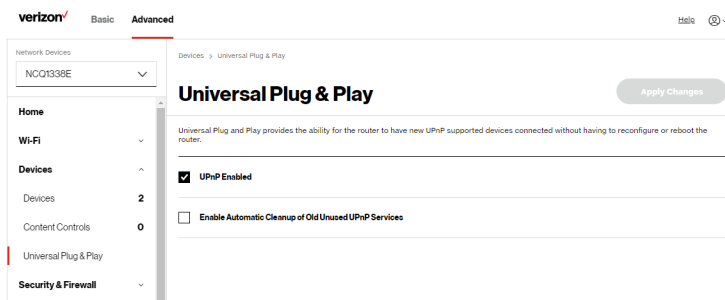 verizon
Basic
Advanced
Help
Network Devices
NCQ1338E
Home
Wi-Fi
Devices
Devices 2
Content Controls 0
Universal Plug & Play
Security & Firewall
Devices > Universal Plug & Play
Universal Plug & Play
Apply Changes
Universal Plug and Play provides the ability for the router to have new UPnP supported devices connected without having to reconfigure or reboot the
router.
UPnP Enabled
Enable Automatic Cleanup of Old Unused UPnP Services